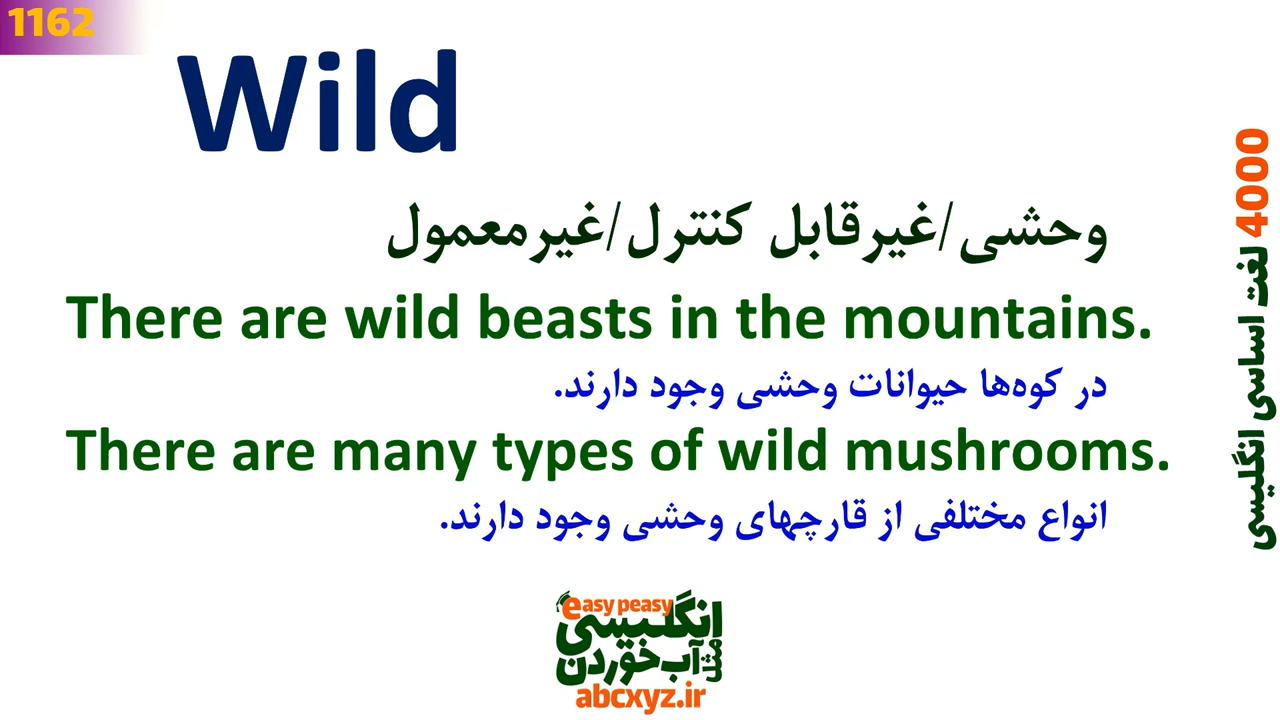 1162
Wild
وحشی/غیرقابل کنترل/غیرمعمول
There are wild beasts in the mountains.
در کوه‌ها حیوانات وحشی وجود دارند.
There are many types of wild mushrooms.
انواع مختلفی از قارچهای وحشی وجود دارند.
4000 لغت اساسی انگلیسی
easy peasy
انگلیسی
مثل آب خوردن
abcxyz.ir